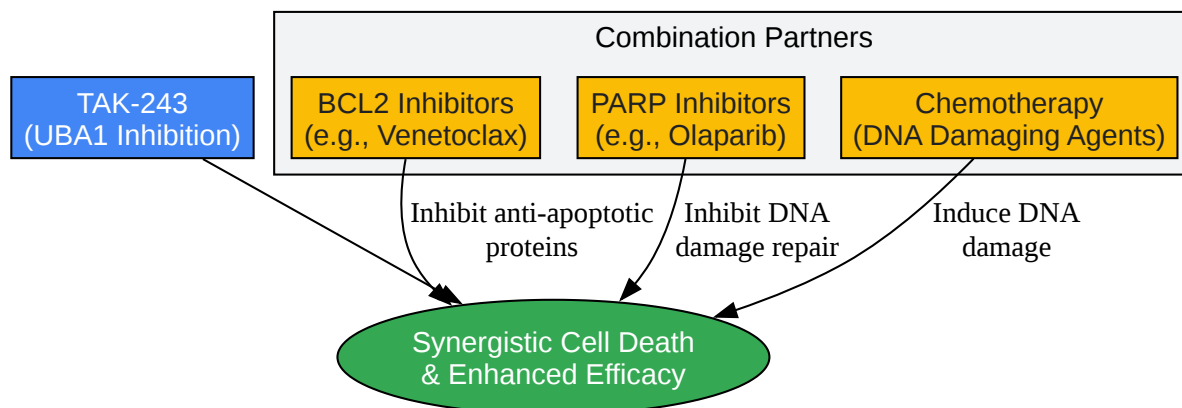 Combination Partners
TAK-243
(UBA1 Inhibition)
BCL2 Inhibitors
(e.g., Venetoclax)
PARP Inhibitors
(e.g., Olaparib)
Chemotherapy
(DNA Damaging Agents)
Inhibit anti-apoptotic
proteins
Inhibit DNA
damage repair
Induce DNA
damage
Synergistic Cell Death
& Enhanced Efficacy